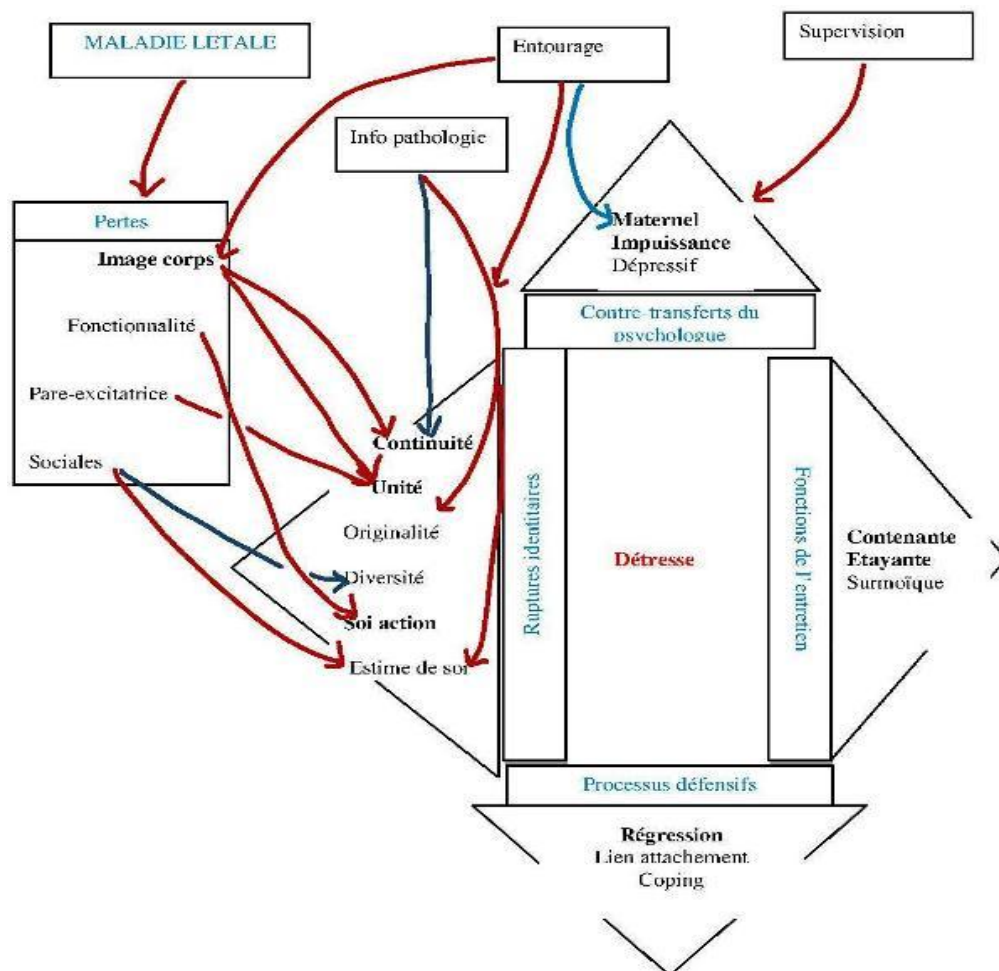 MALADIE LETALE
Entourage
Supervision
Info pathologie
Pertes
Image corps
Fonctionnalité
Pare-excitatrice
Sociales
Maternel
Impuissance
Dépressif
Contre-transferts du
psychologue
Continuité
Unité
Originalité
Diversité
Soi action
Estime de soi
Ruptures identitaires
Détresse
Fonctions de l'entretien
Contenante
Etayante
Surmoïque
Processus défensifs
Régression
Lien attachement
Coping